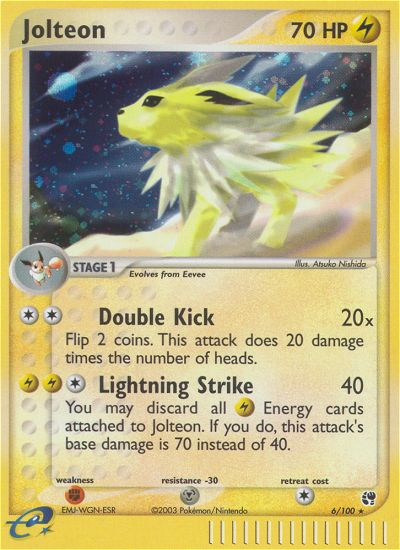 Jolteon 70 HP
Illus. Atsuko Nishida
STAGE 1
Evolves from Eevee
Double Kick 20x
Flip 2 coins. This attack does 20 damage
times the number of heads.
Lightning Strike 40
You may discard all Energy cards
attached to Jolteon. If you do, this attack's
base damage is 70 instead of 40.
weakness resistance -30 retreat cost
EMJ-WGN-ESR ©2003 Pokémon/Nintendo 6/100 ★
e